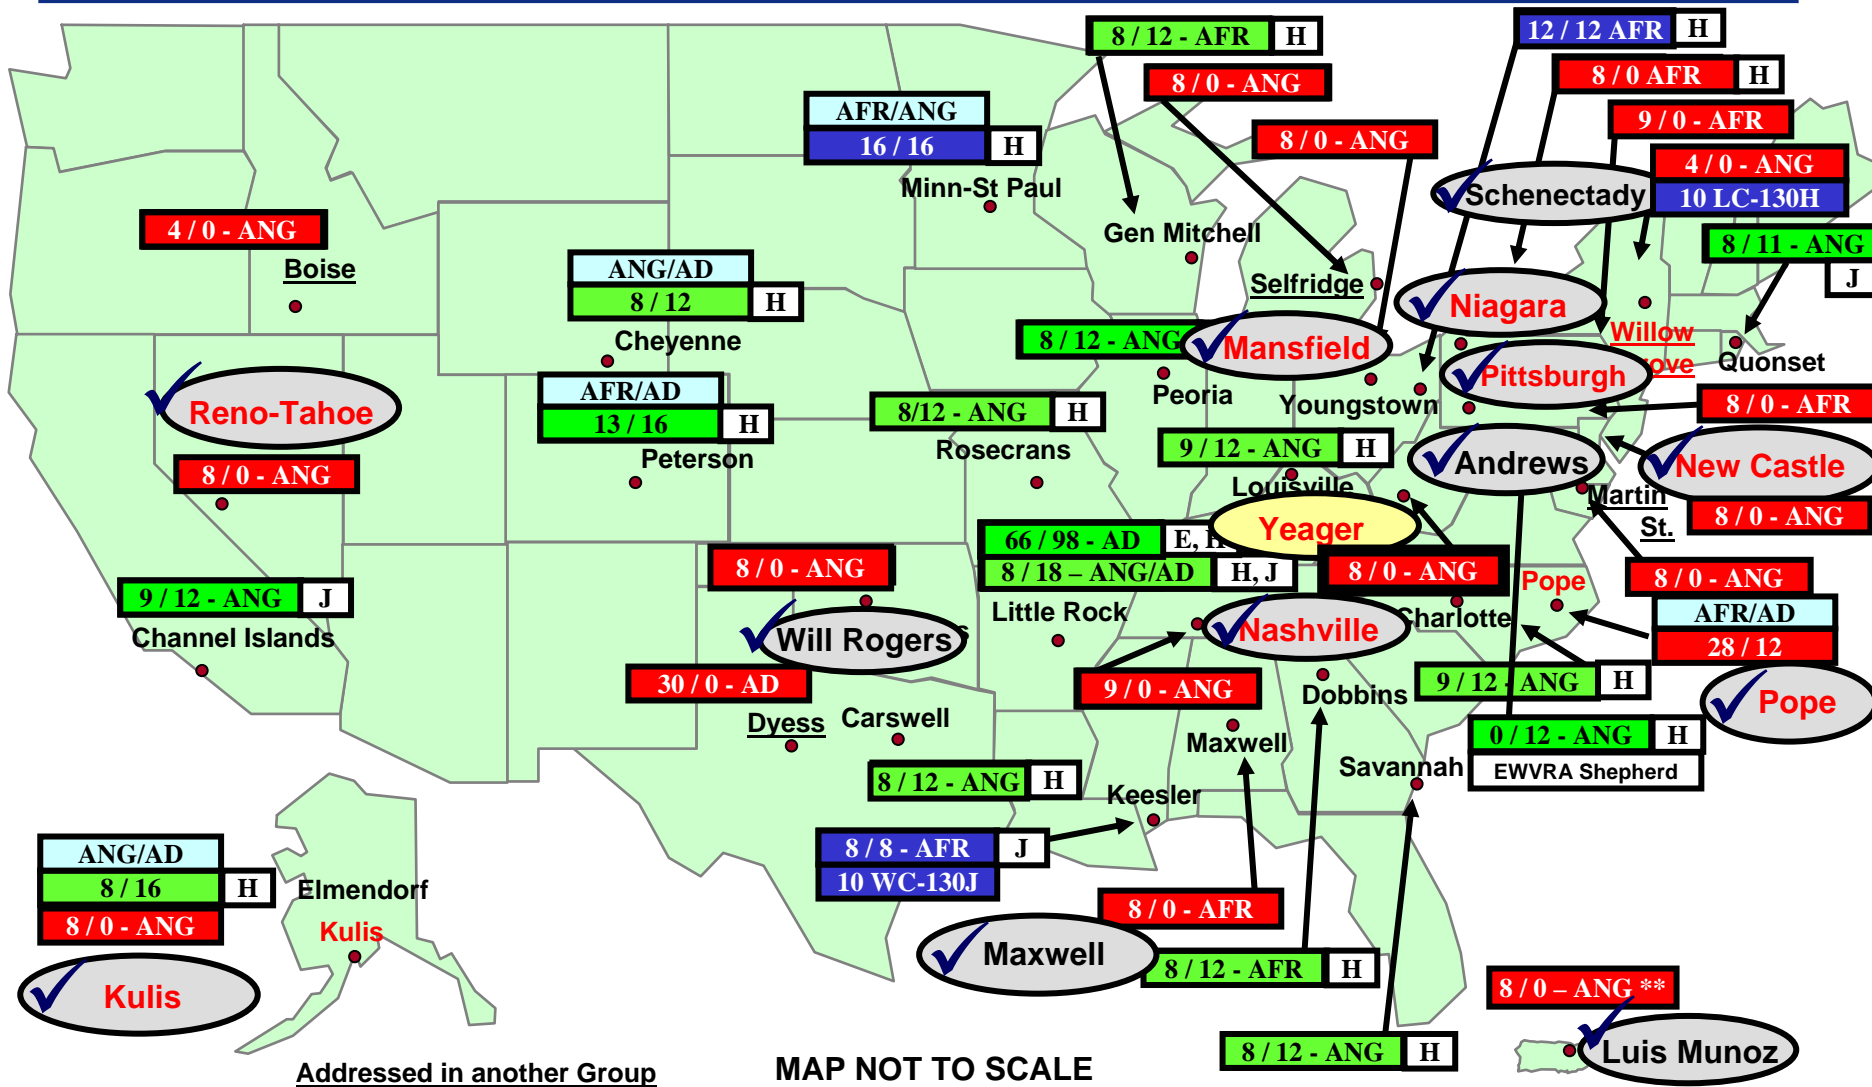 8 / 12 - AFR H
12 / 12 AFR H
8 / 0 - ANG
8 / 0 AFR H
AFR/ANG
16 / 16 H
Minn-St Paul
8 / 0 - ANG
9 / 0 - AFR
4 / 0 - ANG
10 LC-130H
Schenectady
4 / 0 - ANG
Boise
Gen Mitchell
8 / 11 - ANG
J
ANG/AD
8 / 12 H
Cheyenne
Selfridge
Niagara
8 / 12 - ANG
Mansfield
Willow
ove
Quonset
Peoria
Pittsburgh
Youngstown
Reno-Tahoe
8 / 0 - ANG
AFR/AD
13 / 16 H
Peterson
8/12 - ANG H
Rosecrans
8 / 0 - AFR
9 / 12 - ANG H
Louisville
Andrews
New Castle
8 / 0 - ANG
Martin
St.
Yeager
66 / 98 - AD E, H
8 / 18 – ANG/AD H, J
Little Rock
8 / 0 - ANG
8 / 0 - ANG
Charlotte
Pope
8 / 0 - ANG
AFR/AD
28 / 12
Pope
9 / 12 - ANG J
Channel Islands
Will Rogers
s
30 / 0 - AD
Dyess
Carswell
Nashville
9 / 0 - ANG
Dobbins
9 / 12 - ANG H
0 / 12 - ANG H
EWVRA Shepherd
Maxwell
Savannah
8 / 12 - ANG H
Keesler
8 / 8 - AFR J
10 WC-130J
ANG/AD
8 / 16 H
8 / 0 - ANG
Elmendorf
Kulis
Kulis
8 / 0 - AFR
Maxwell
8 / 12 - AFR H
8 / 12 - ANG H
8 / 0 – ANG **
Luis Munoz
Addressed in another Group
MAP NOT TO SCALE